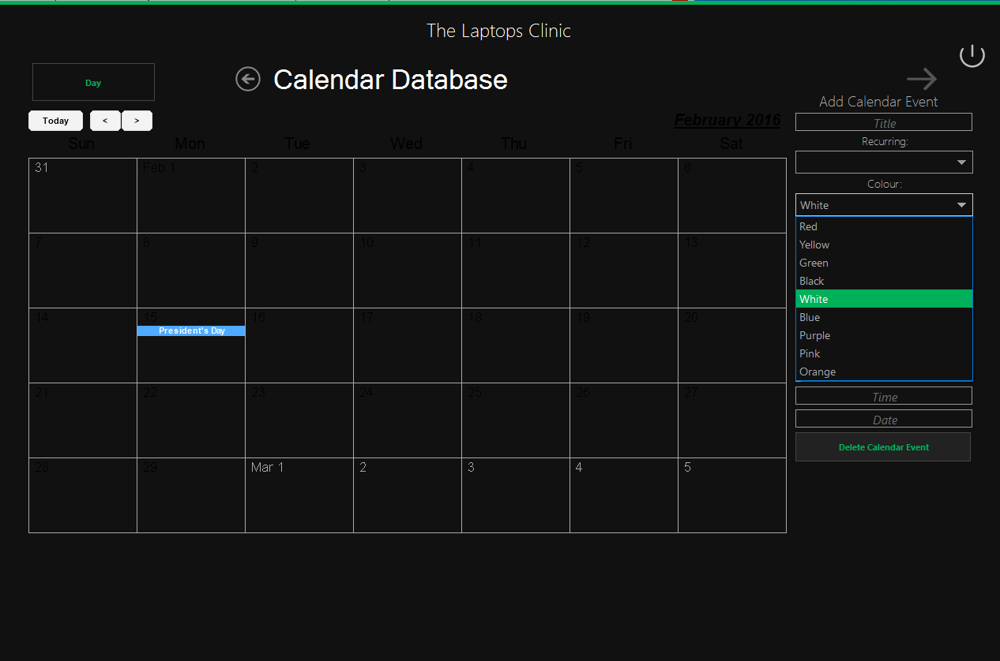 The Laptops Clinic
Day
Calendar Database
Today < >
February 2016
Sun Mon Tue Wed Thu Fri Sat
31 Feb 1 2 3 4 5 6
7 8 9 10 11 12 13
14 15 16 17 18 19 20
President's Day
21 22 23 24 25 26 27
28 29 Mar 1 2 3 4 5
Add Calendar Event
Title
Recurring:
Colour:
White
Red
Yellow
Green
Black
White
Blue
Purple
Pink
Orange
Time
Date
Delete Calendar Event